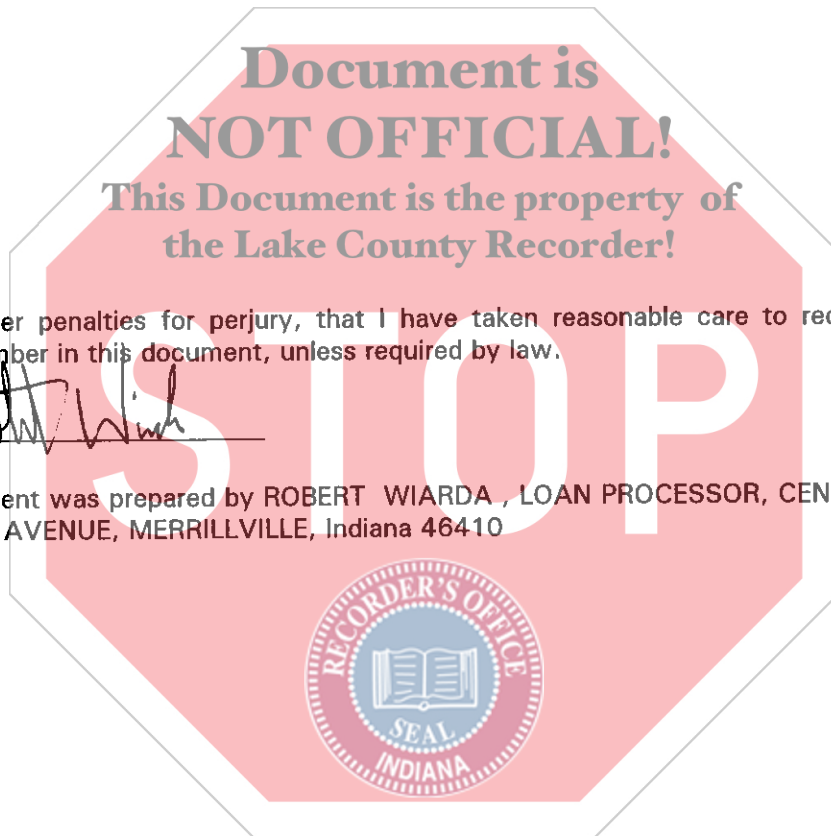 Document is
NOT OFFICIAL!
This Document is the property of
the Lake County Recorder!
er penalties for perjury, that I have taken reasonable care to rec
nber in this document, unless required by law.
STOP
ent was prepared by ROBERT WIARDA , LOAN PROCESSOR, CEN
AVENUE, MERRILLVILLE, Indiana 46410
RECORDER'S OFFICE
SEAL
INDIANA